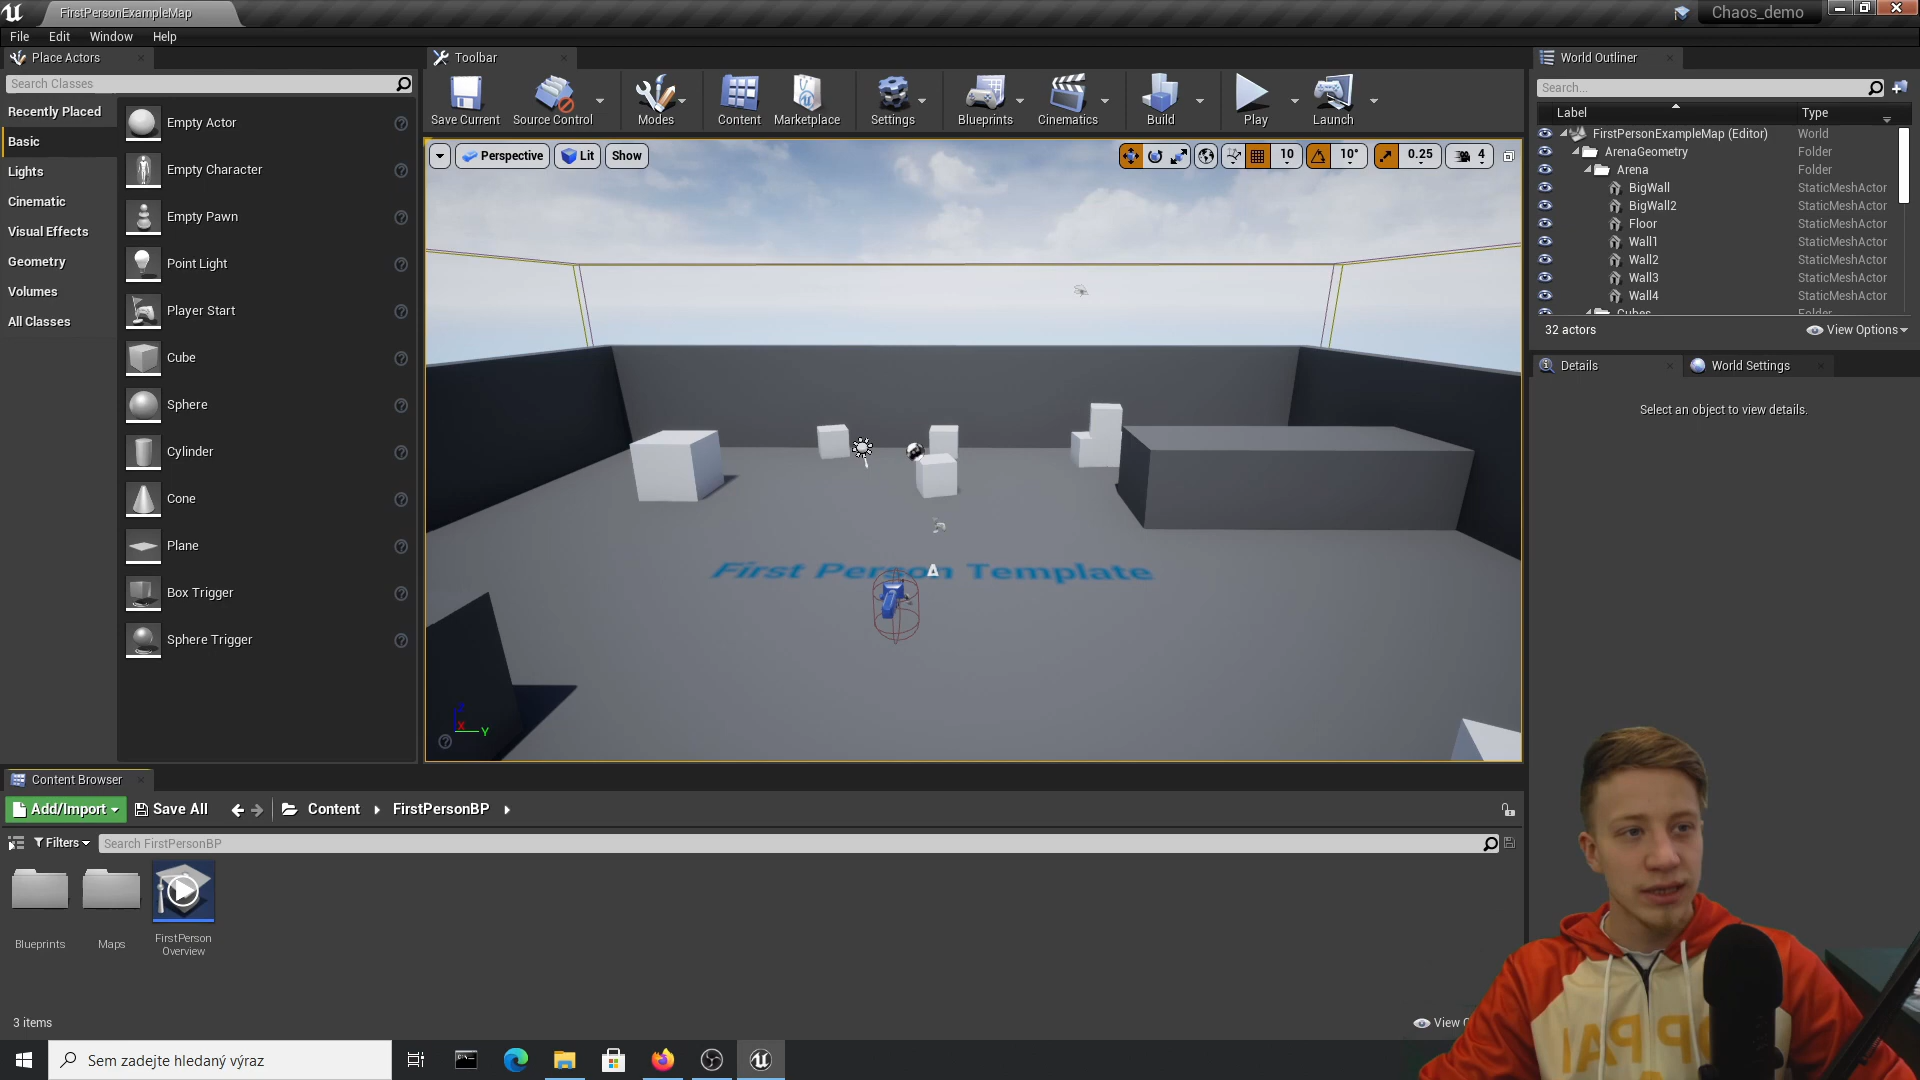 FirstPersonExampleMap
Chaos_demo
File Edit Window Help
Place Actors
Search Classes
Recently Placed
Basic
Lights
Cinematic
Visual Effects
Geometry
Volumes
All Classes
Empty Actor
Empty Character
Empty Pawn
Point Light
Player Start
Cube
Sphere
Cylinder
Cone
Plane
Box Trigger
Sphere Trigger
Toolbar
Save Current Source Control Modes Content Marketplace Settings Blueprints Cinematics Build Play Launch
Perspective Lit Show
10 10° 0.25 4
First Person Template
Z
X
Y
World Outliner
Search...
Label Type
FirstPersonExampleMap (Editor) World
ArenaGeometry Folder
Arena Folder
BigWall StaticMeshActor
BigWall2 StaticMeshActor
Floor StaticMeshActor
Wall1 StaticMeshActor
Wall2 StaticMeshActor
Wall3 StaticMeshActor
Wall4 StaticMeshActor
Cubes Folder
32 actors
View Options
Details
World Settings
Select an object to view details.
Content Browser
Add/Import Save All Content FirstPersonBP
Filters Search FirstPersonBP
Blueprints
Maps
FirstPerson
Overview
3 items
View
Sem zadejte hledaný výraz